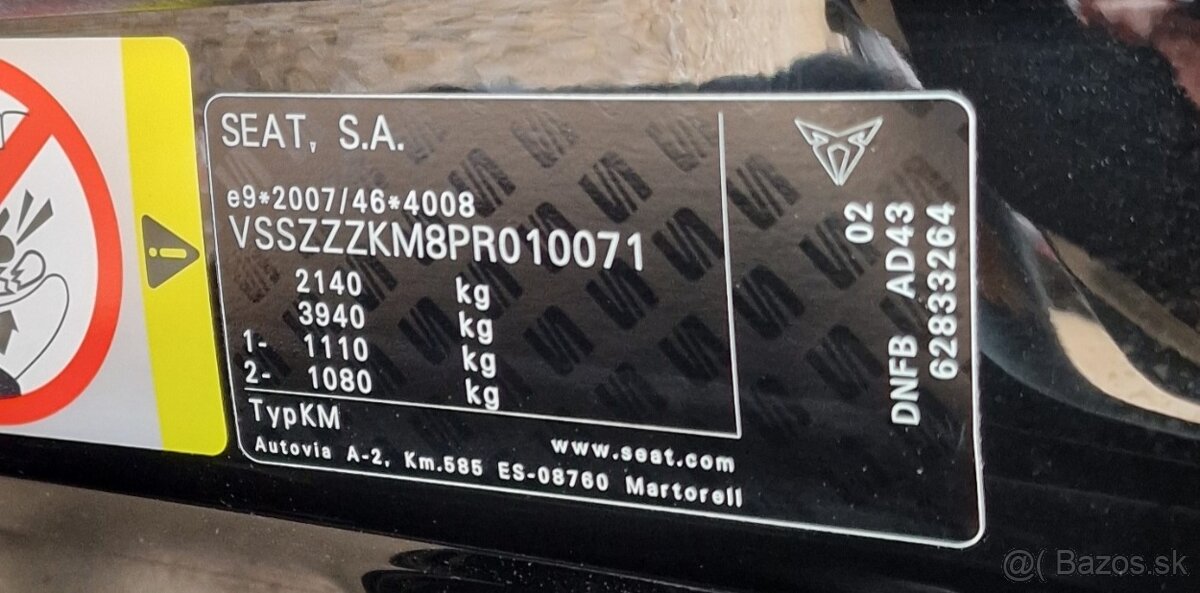 SEAT, S.A.
e9*2007/46*4008
VSSZZZKM8PR010071
2140 kg
3940 kg
1- 1110 kg
2- 1080 kg
TypKM
www.seat.com
Autovia A-2, Km.585 ES-08760 Martorell
02
DNFB AD43
62833264
@( Bazos.sk